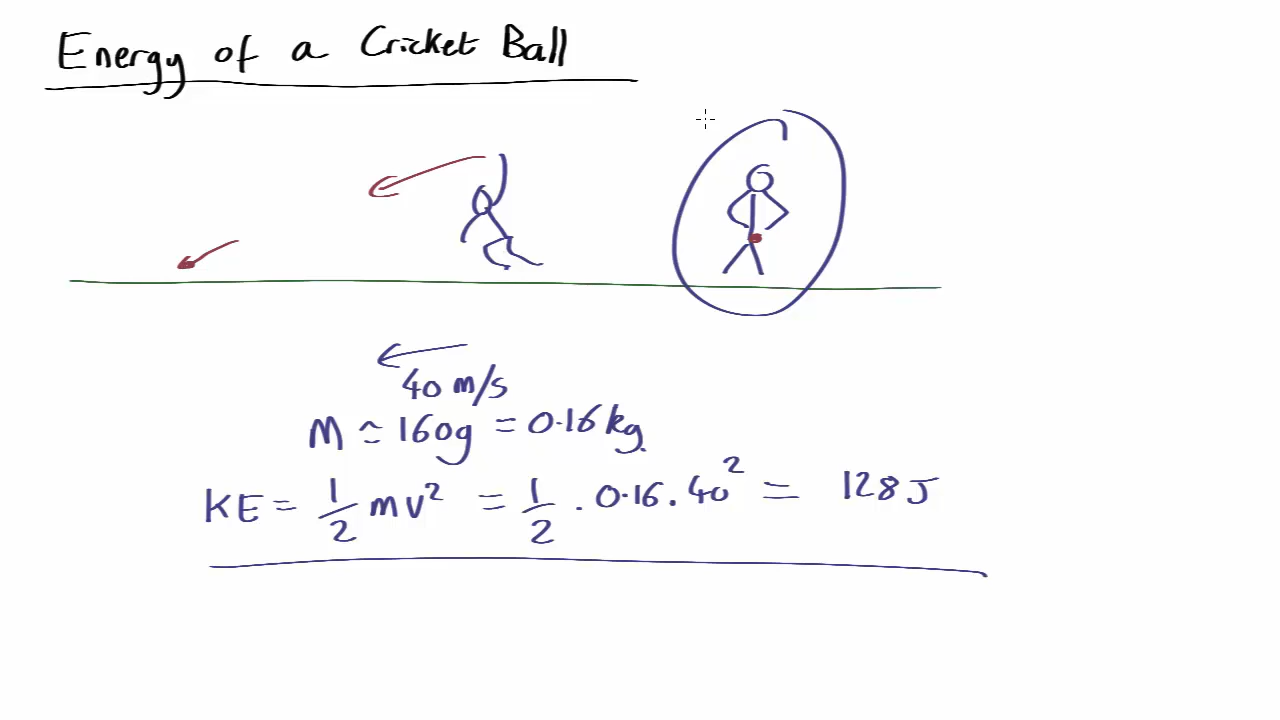 Energy of a Cricket Ball
40 m/s
M ≃ 160g = 0.16 kg.
KE = 1/2 mv² = 1/2 . 0.16 . 40² = 128 J